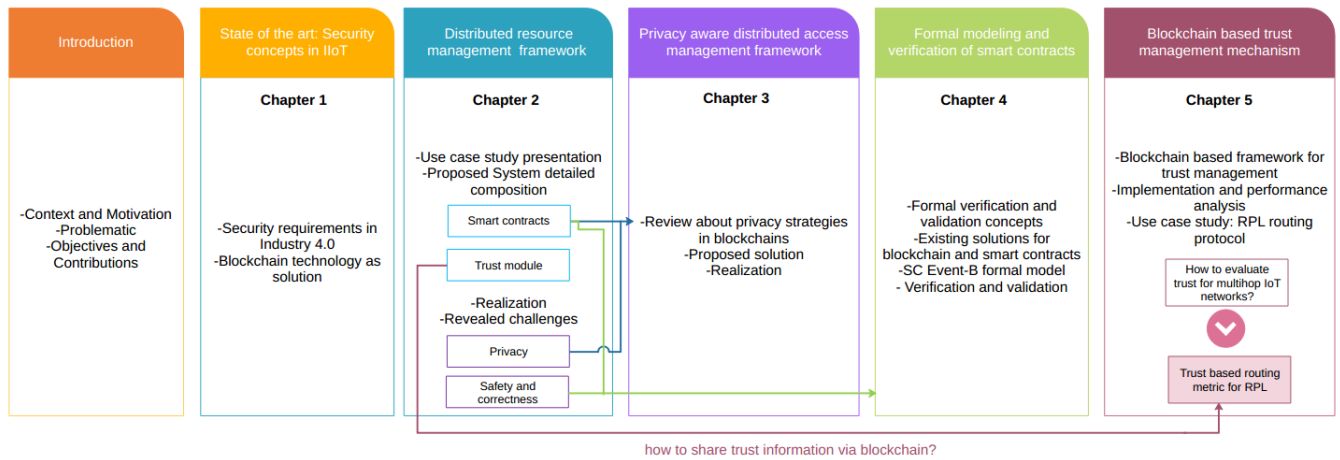 Introduction
-Context and Motivation
-Problematic
-Objectives and
Contributions
State of the art: Security
concepts in IIoT
Chapter 1
-Security requirements in
Industry 4.0
-Blockchain technology as
solution
Distributed resource
management framework
Chapter 2
-Use case study presentation
-Proposed System detailed
composition
Smart contracts
Trust module
-Realization
-Revealed challenges
Privacy
Safety and
correctness
Privacy aware distributed access
management framework
Chapter 3
-Review about privacy strategies
in blockchains
-Proposed solution
-Realization
Formal modeling and
verification of smart contracts
Chapter 4
-Formal verification and
validation concepts
-Existing solutions for
blockchain and smart contracts
-SC Event-B formal model
- Verification and validation
Blockchain based trust
management mechanism
Chapter 5
-Blockchain based framework for
trust management
-Implementation and performance
analysis
-Use case study: RPL routing
protocol
How to evaluate
trust for multihop IoT
networks?
Trust based routing
metric for RPL
how to share trust information via blockchain?